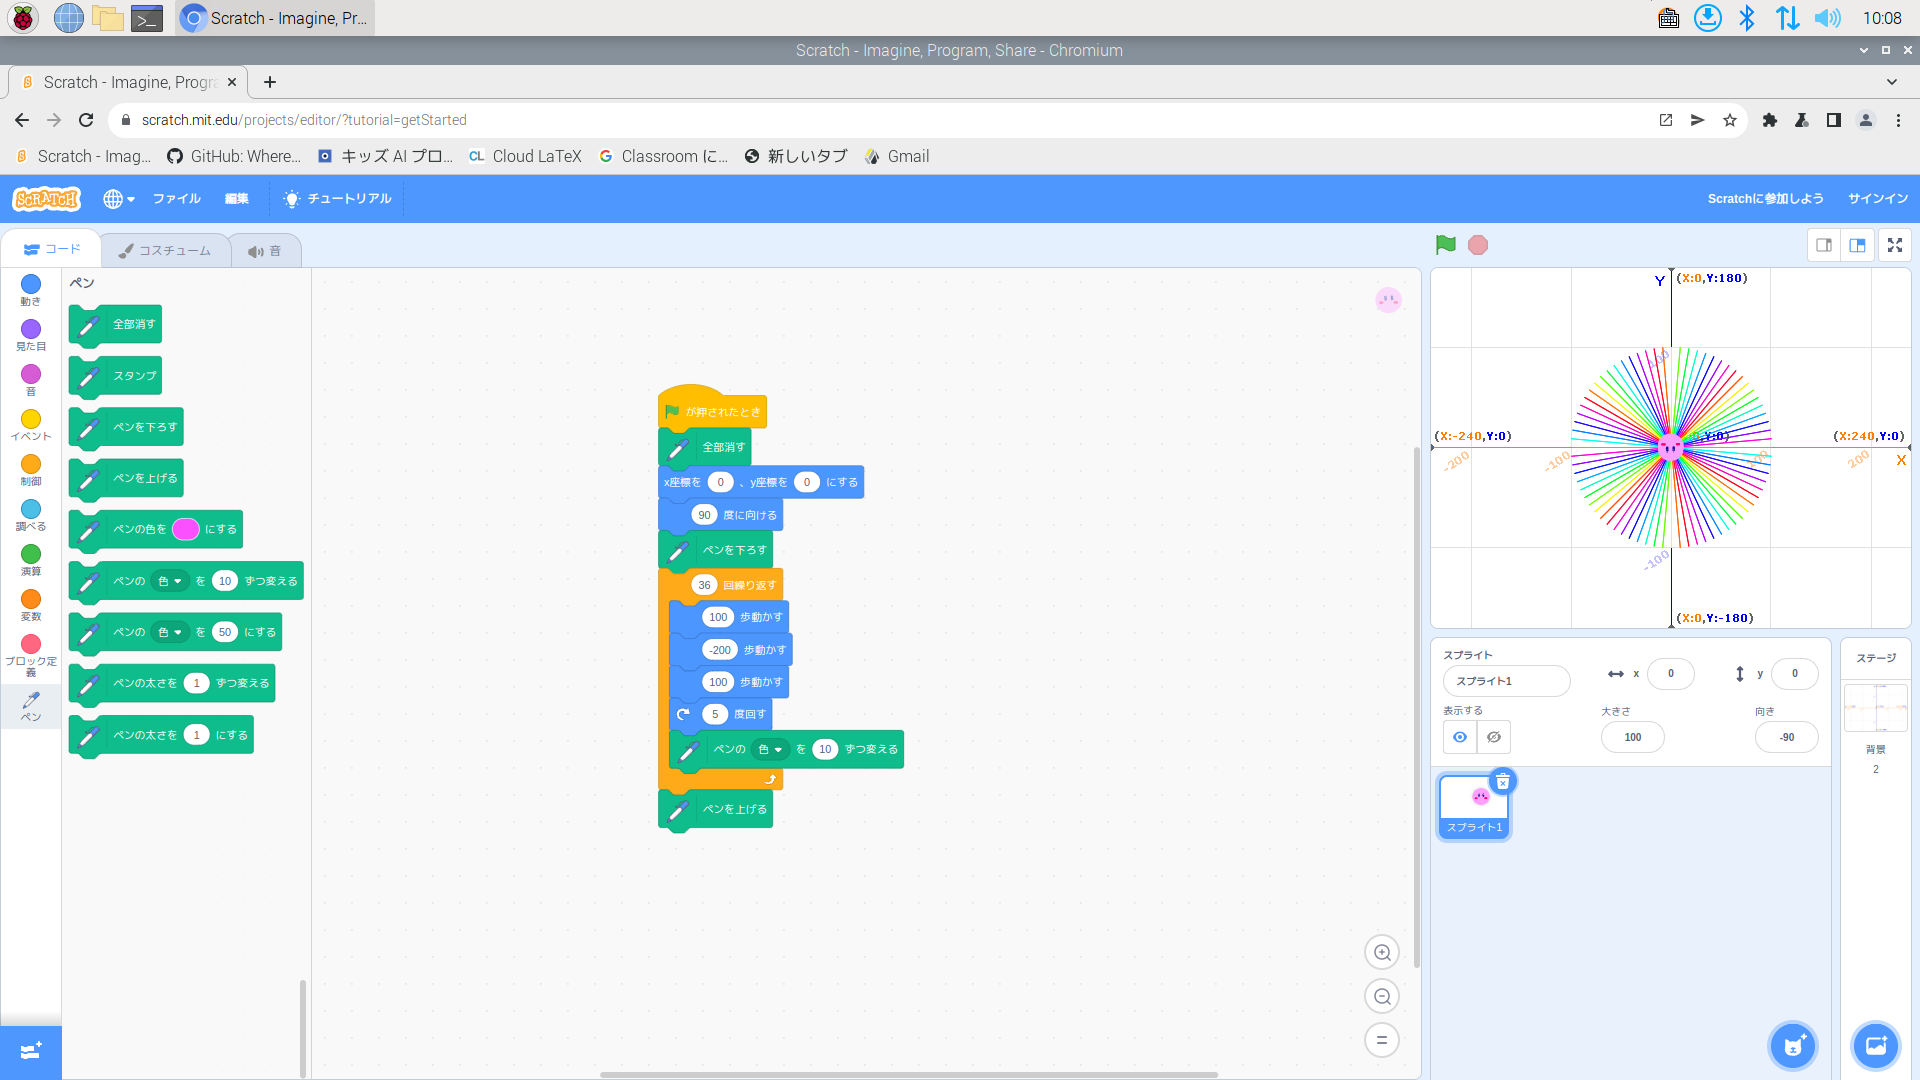 Scratch - Imagine, Pr...
10:08
Scratch - Imagine, Program, Share - Chromium
Scratch - Imagine, Progra
scratch.mit.edu/projects/editor/?tutorial=getStarted
Scratch - Imag...
GitHub: Where...
キッズ AI プロ...
CL Cloud LaTeX
Classroom に...
新しいタブ
Gmail
SCRATCH
ファイル
編集
チュートリアル
Scratchに参加しよう
サインイン
コード
コスチューム
音
動き
見た目
音
イベント
制御
調べる
演算
変数
ブロック定義
ペン
ペン
全部消す
スタンプ
ペンを下ろす
ペンを上げる
ペンの色を にする
ペンの 色 を 10 ずつ変える
ペンの 色 を 50 にする
ペンの太さを 1 ずつ変える
ペンの太さを 1 にする
が押されたとき
全部消す
x座標を 0 、y座標を 0 にする
90 度に向ける
ペンを下ろす
36 回繰り返す
100 歩動かす
-200 歩動かす
100 歩動かす
5 度回す
ペンの 色 を 10 ずつ変える
ペンを上げる
Y (X:0,Y:180)
100
(X:-240,Y:0)
(X:240,Y:0)
-200
-100
200
X
-100
(X:0,Y:-180)
スプライト
スプライト1
x 0
y 0
表示する
大きさ
100
向き
-90
スプライト1
ステージ
背景
2